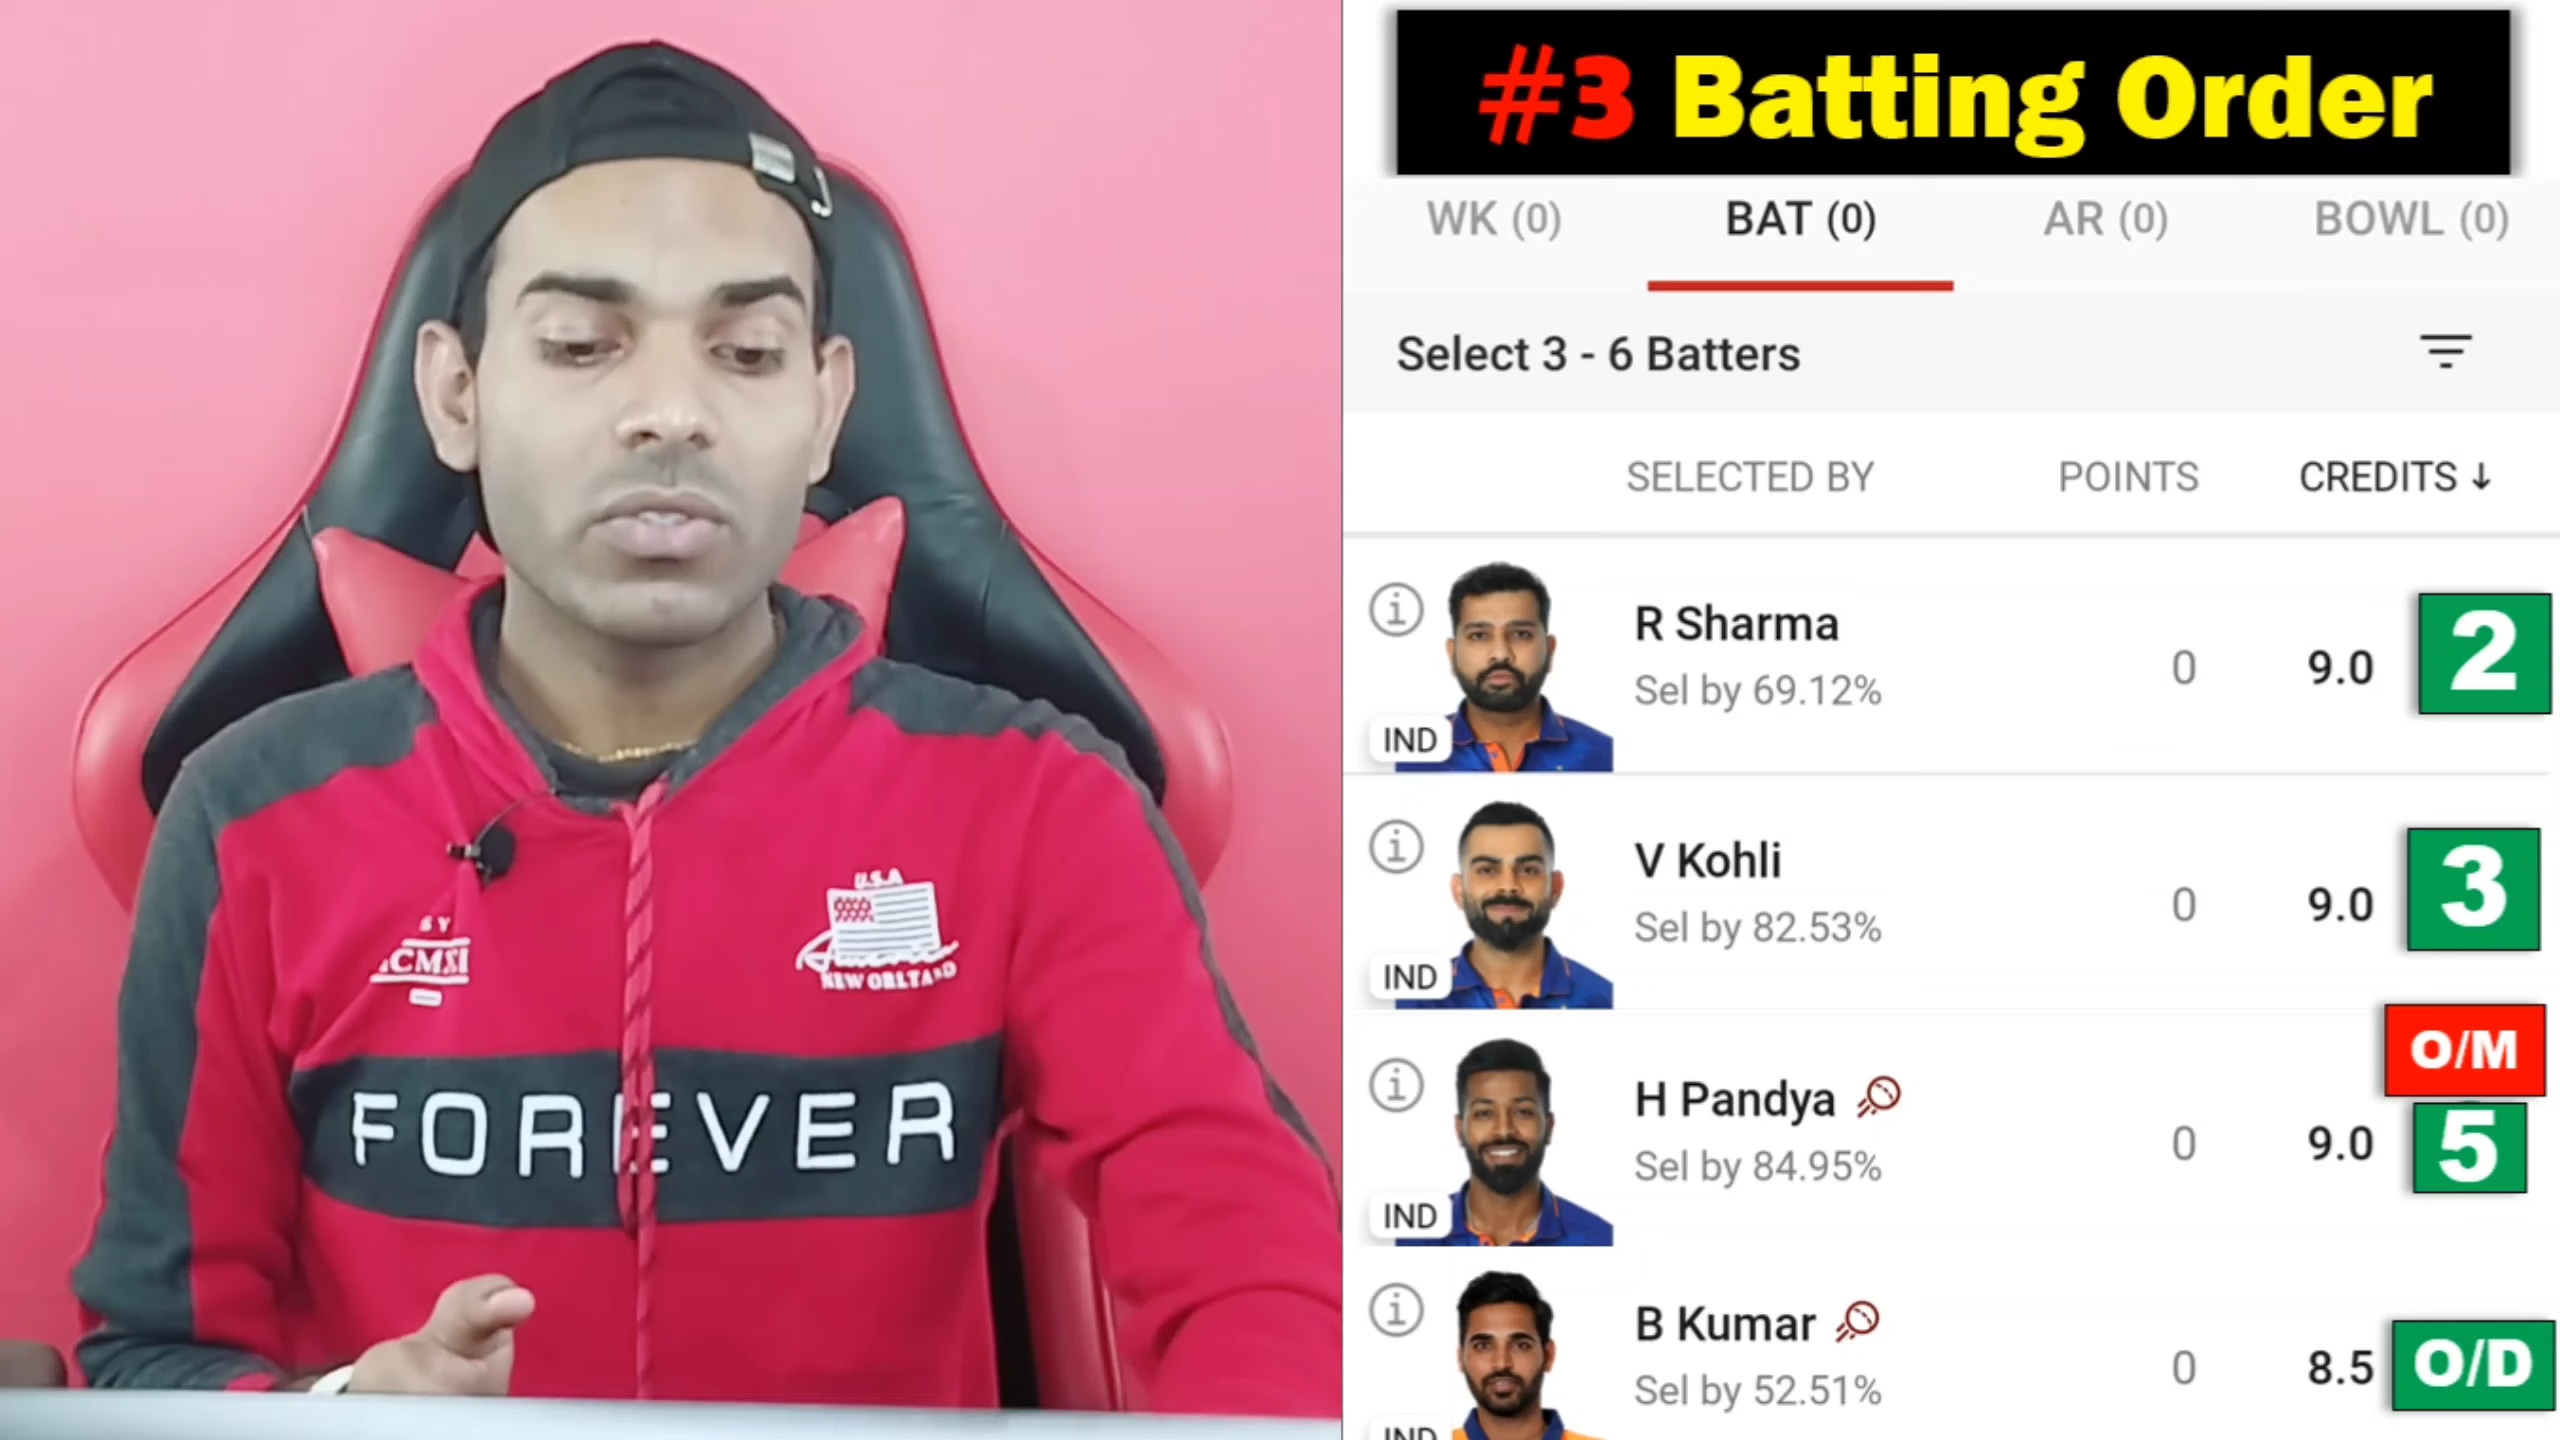 #3 Batting Order
WK (0) BAT (0) AR (0) BOWL (0)
Select 3 - 6 Batters
SELECTED BY POINTS CREDITS ↓
R Sharma
Sel by 69.12%
0 9.0 2
IND
V Kohli
Sel by 82.53%
0 9.0 3
IND
O/M
H Pandya
Sel by 84.95%
0 9.0 5
IND
B Kumar
Sel by 52.51%
0 8.5 O/D
IND
U.S.A
NEW ORLTA
FOREVER